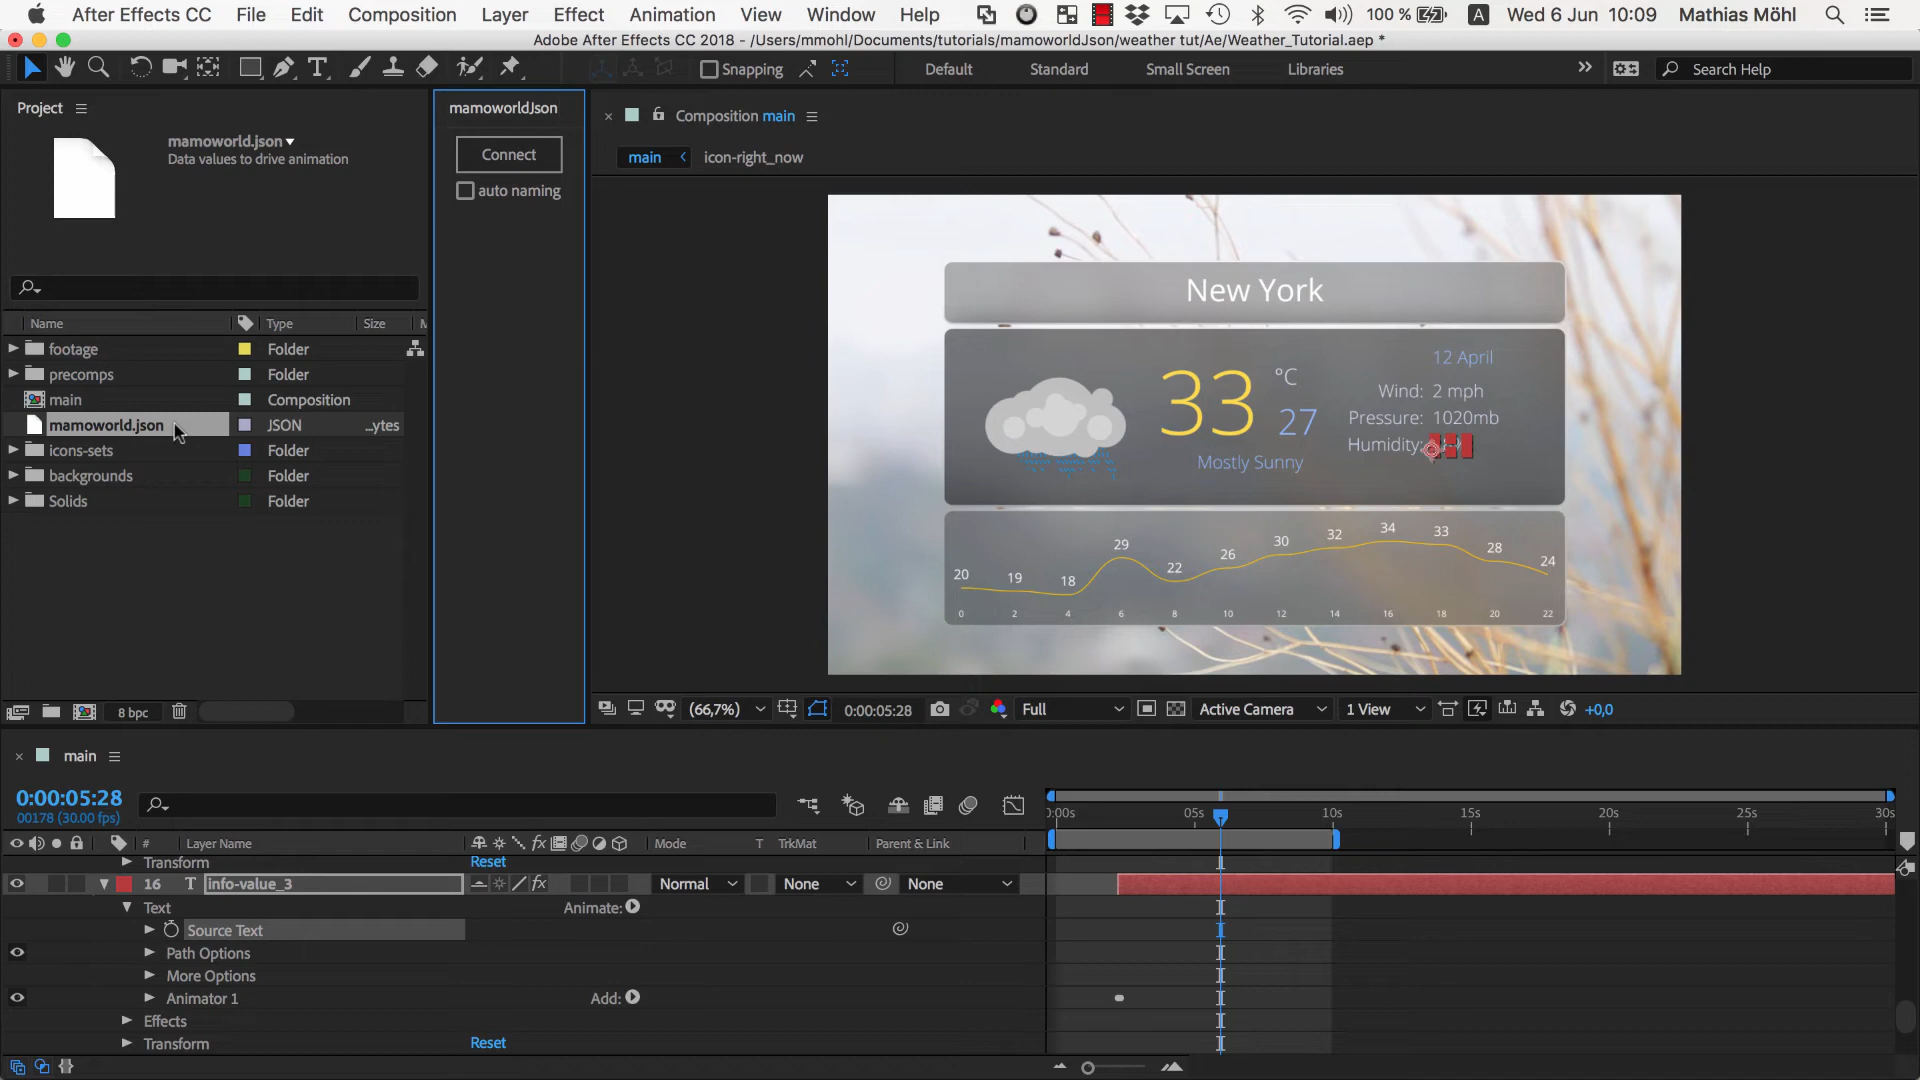 After Effects CC File Edit Composition Layer Effect Animation View Window Help 100 % A Wed 6 Jun 10:09 Mathias Möhl
Adobe After Effects CC 2018 - /Users/mmohl/Documents/tutorials/mamoworldJson/weather tut/Ae/Weather_Tutorial.aep *
Snapping Default Standard Small Screen Libraries Search Help
Project
mamoworld.json
Data values to drive animation
Name Type Size M
footage Folder
precomps Folder
main Composition
mamoworld.json JSON ...ytes
icons-sets Folder
backgrounds Folder
Solids Folder
8 bpc
mamoworldJson
Connect
auto naming
Composition main
main icon-right_now
New York
33 °C
27
Mostly Sunny
12 April
Wind: 2 mph
Pressure: 1020mb
Humidity:
20 19 18 29 22 26 30 32 34 33 28 24
0 2 4 6 8 10 12 14 16 18 20 22
(66,7%) 0:00:05:28 Full Active Camera 1 View +0,0
main
0:00:05:28
00178 (30.00 fps)
# Layer Name fx Mode T TrkMat Parent & Link
0:00s 05s 10s 15s 20s 25s 30s
Transform Reset
16 T info-value_3 fx Normal None None
Text Animate:
Source Text
Path Options
More Options
Animator 1 Add:
Effects
Transform Reset